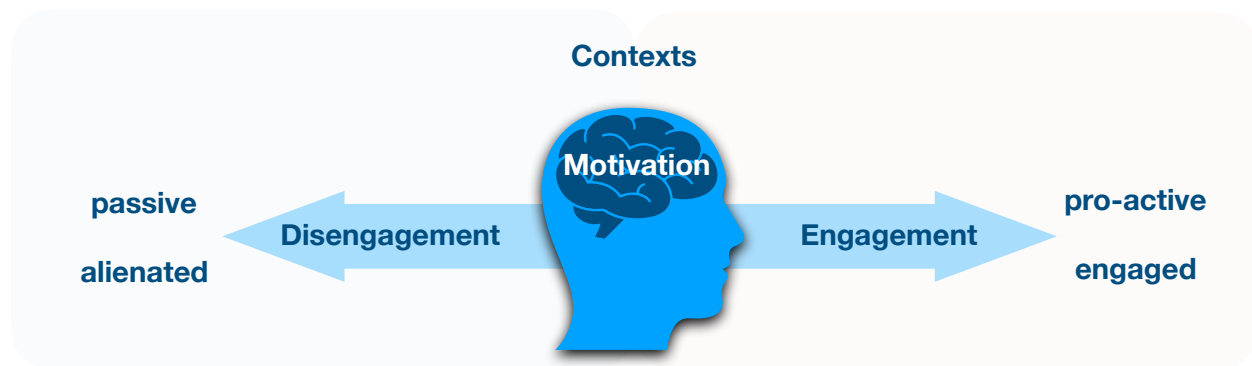 Contexts
Motivation
passive
alienated
Disengagement
Engagement
pro-active
engaged